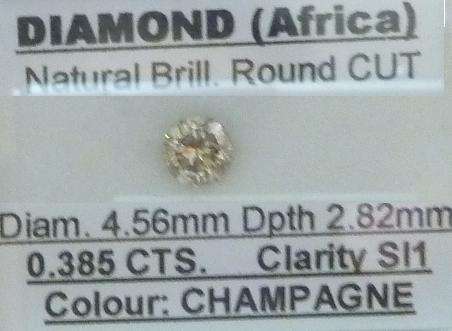 DIAMOND (Africa)
Natural Brill. Round CUT
Diam. 4.56mm Dpth 2.82mm
0.385 CTS. Clarity SI1
Colour: CHAMPAGNE